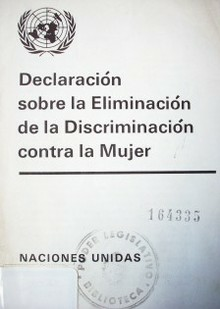 Declaración
sobre la Eliminación
de la Discriminación
contra la Mujer
164335
NACIONES UNIDAS
PODER LEGISLATIVO
BIBLIOTECA